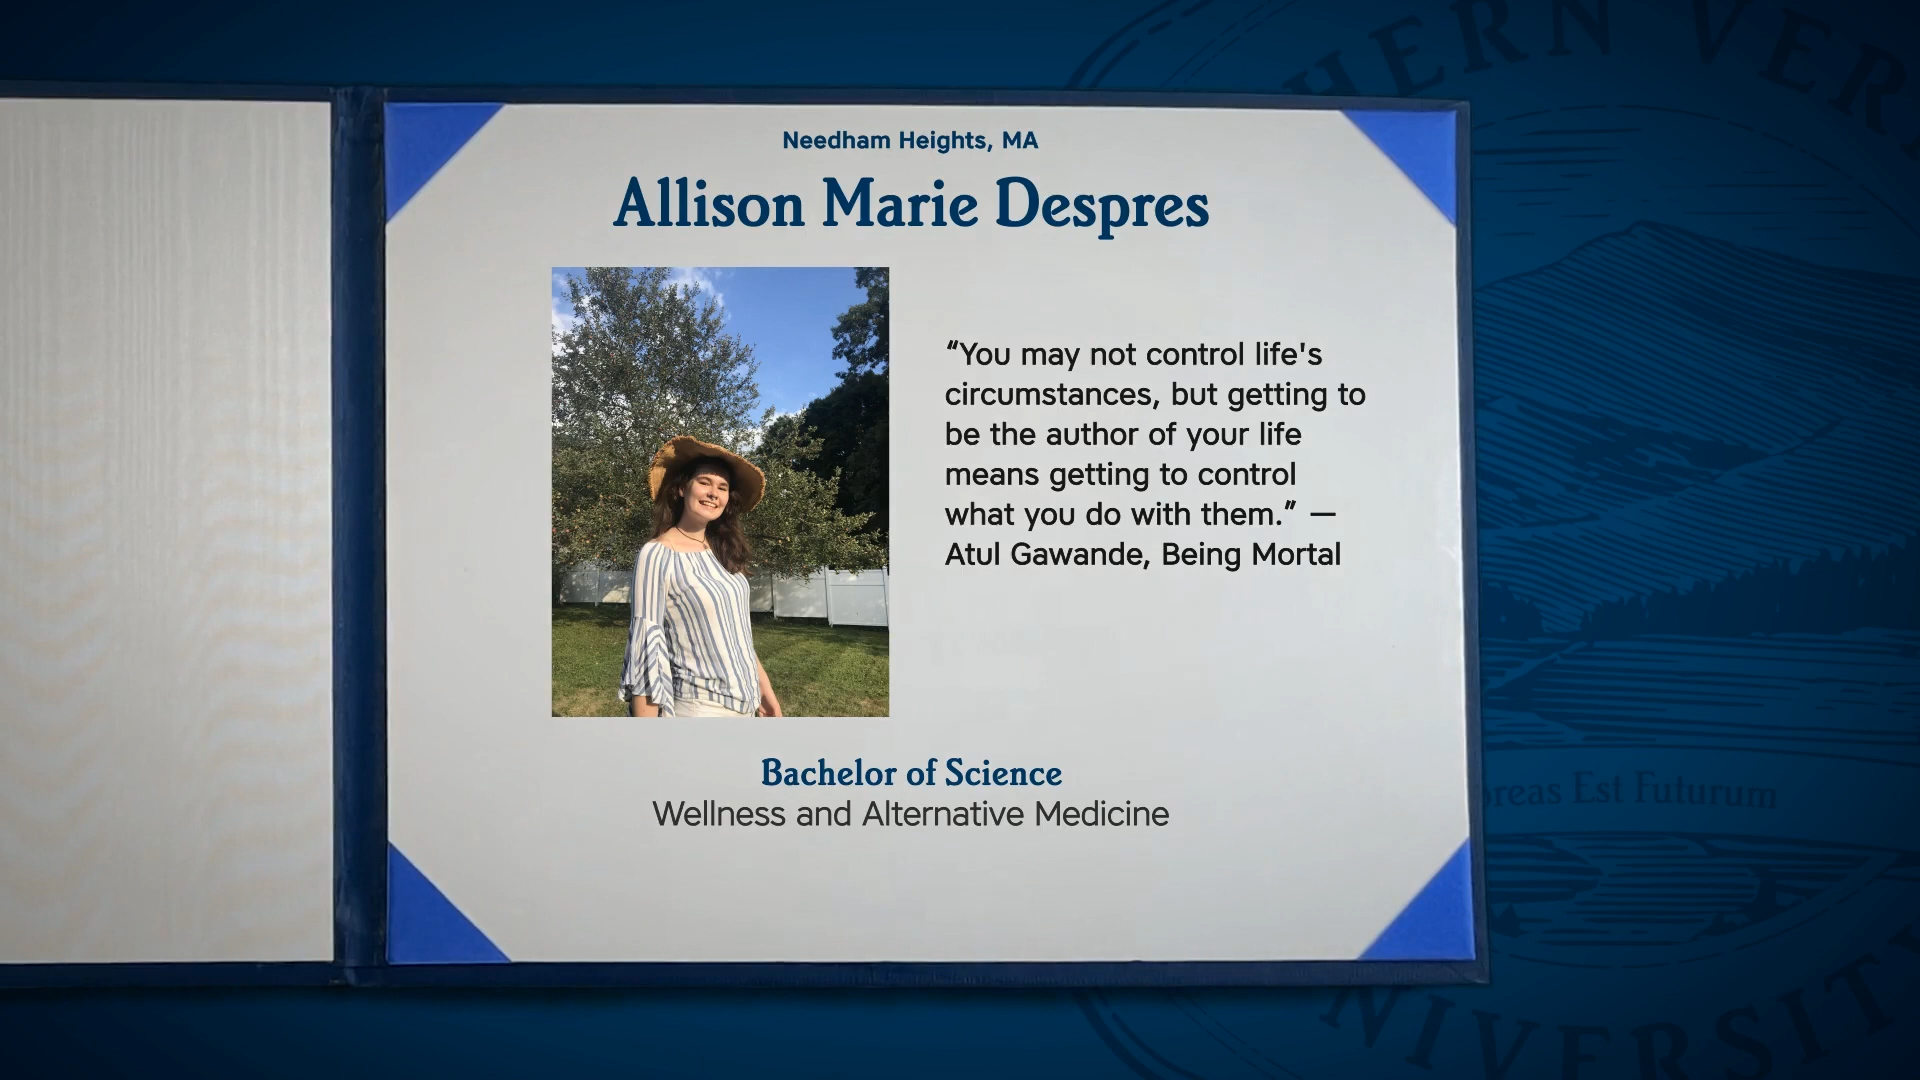 Needham Heights, MA
Allison Marie Despres
“You may not control life's
circumstances, but getting to
be the author of your life
means getting to control
what you do with them.” —
Atul Gawande, Being Mortal
Bachelor of Science
Wellness and Alternative Medicine
Est Futurum